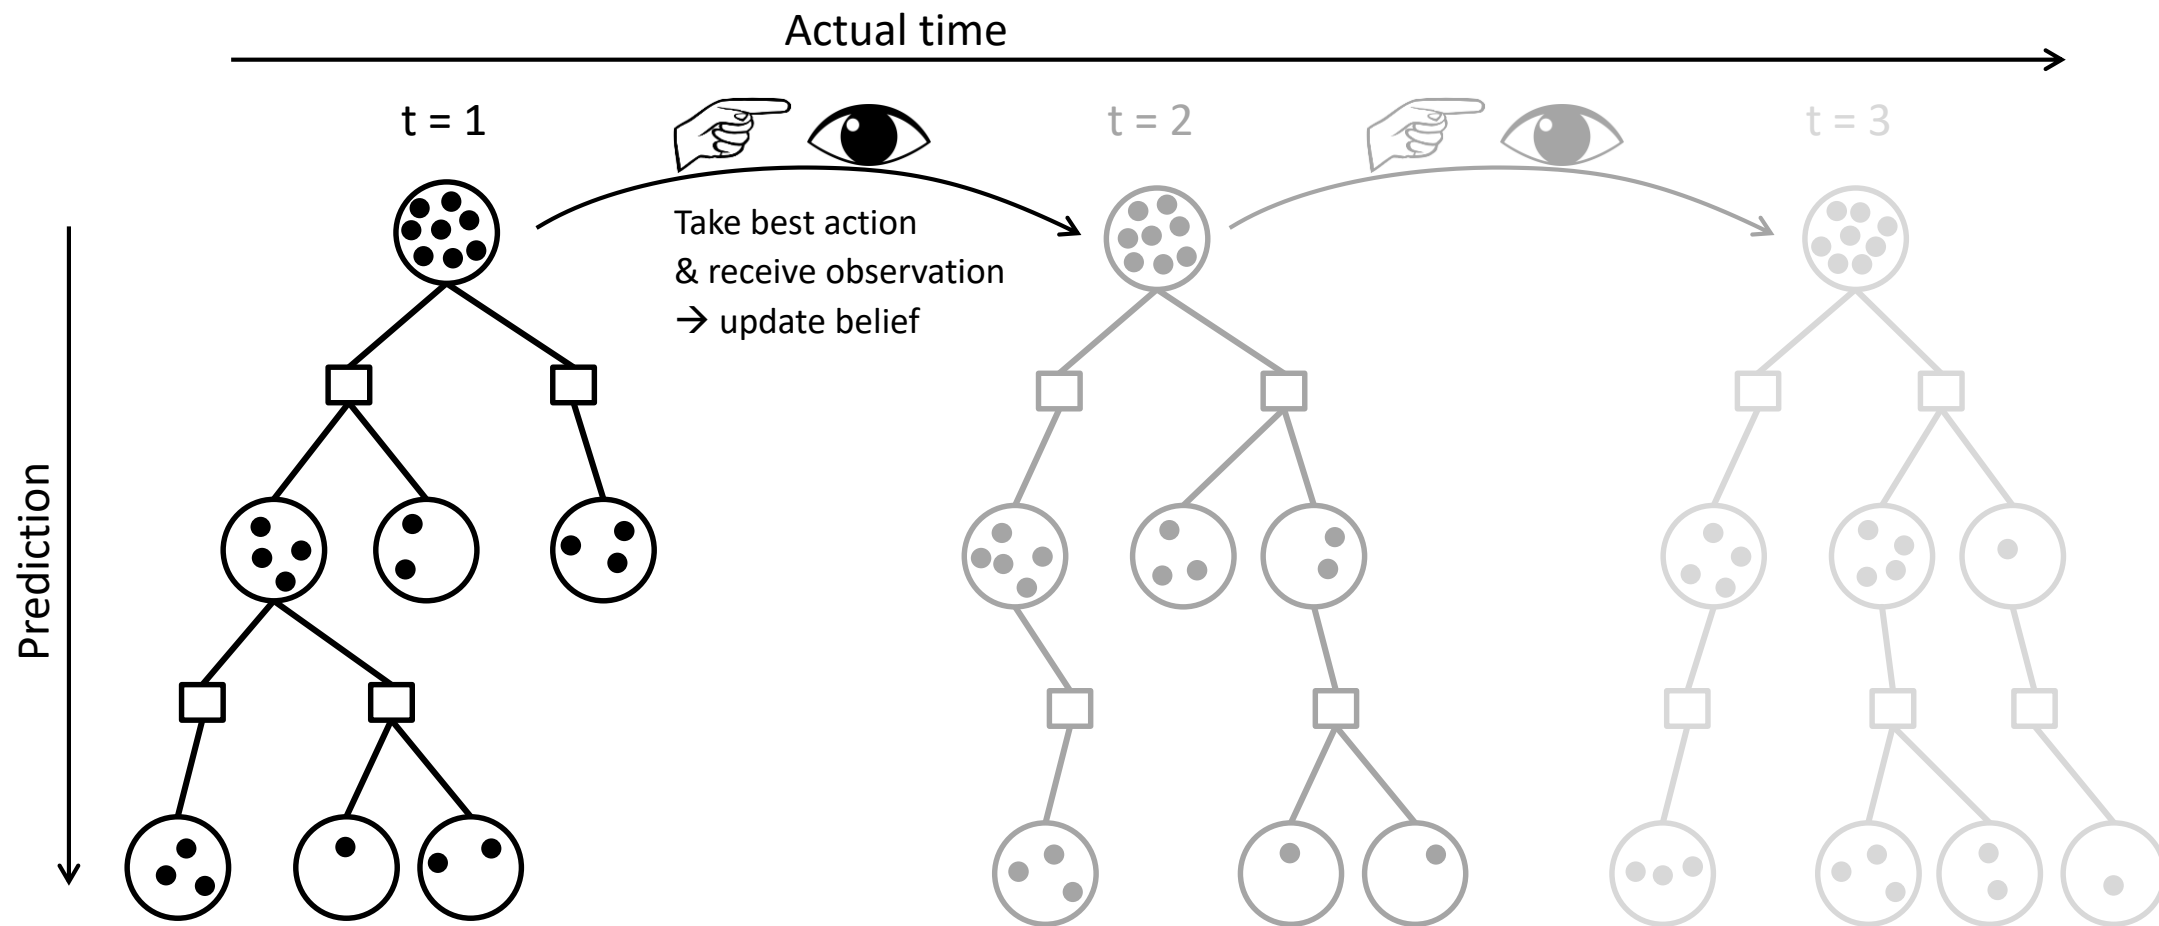 Actual time
t = 1
t = 2
t = 3
Take best action
& receive observation
→ update belief
Prediction